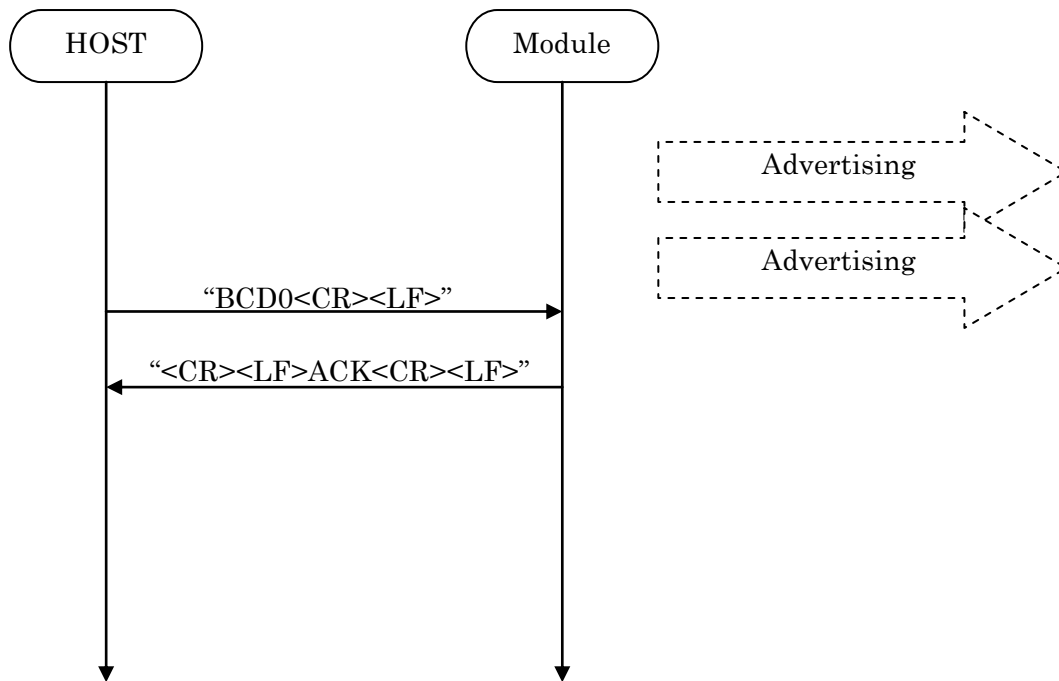 HOST
Module
Advertising
Advertising
“BCD0<CR><LF>”
“<CR><LF>ACK<CR><LF>”